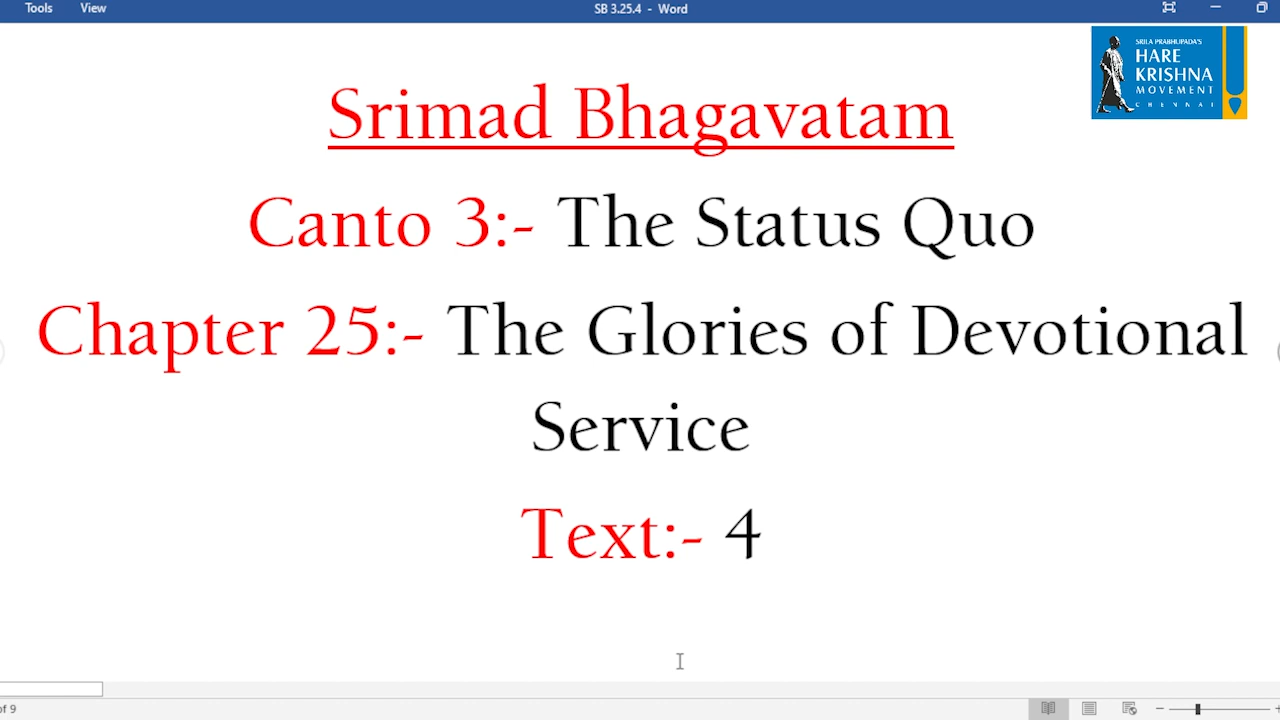 Tools View SB 3.25.4 - Word
SRILA PRABHUPADA'S
HARE
KRISHNA
MOVEMENT
CHENNAI
Srimad Bhagavatam
Canto 3:- The Status Quo
Chapter 25:- The Glories of Devotional
Service
Text:- 4
of 9